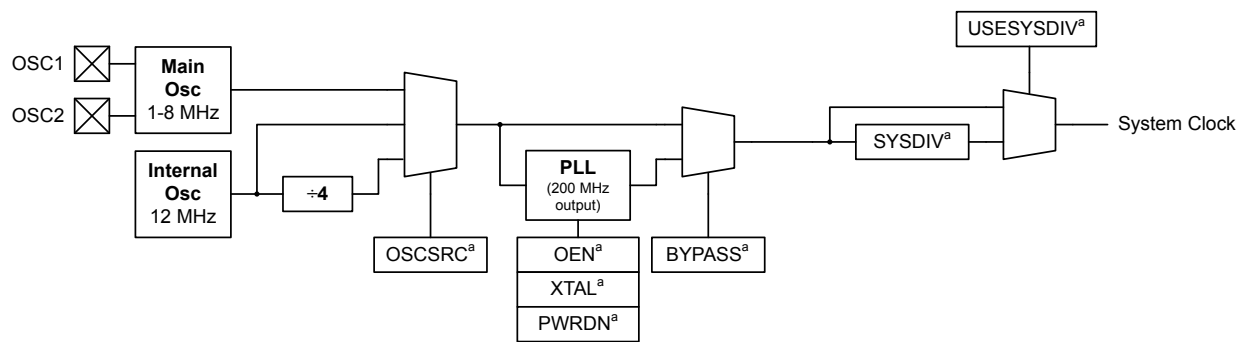 USESYSDIVᵃ
OSC1
Main
Osc
1-8 MHz
OSC2
System Clock
SYSDIVᵃ
Internal
Osc
12 MHz
÷4
PLL
(200 MHz
output)
OSCSRCᵃ
OENᵃ
BYPASSᵃ
XTALᵃ
PWRDNᵃ